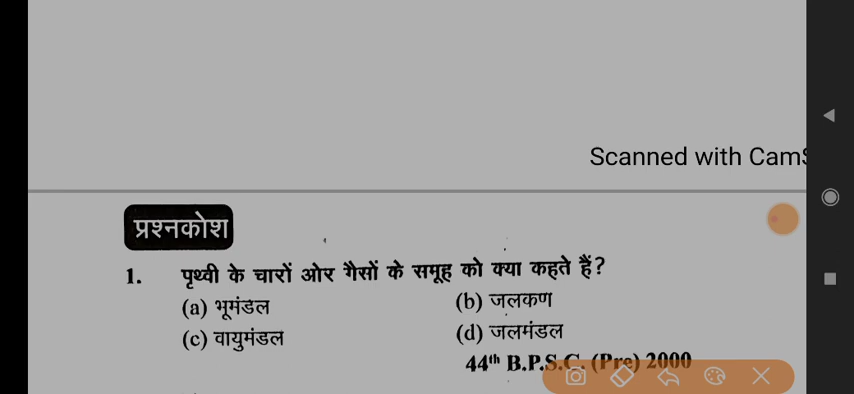 Scanned with Cam
प्रश्नकोश
1. पृथ्वी के चारों ओर गैसों के समूह को क्या कहते हैं?
(a) भूमंडल (b) जलकण
(c) वायुमंडल (d) जलमंडल
44th B.P.S.C. (Pre) 2000